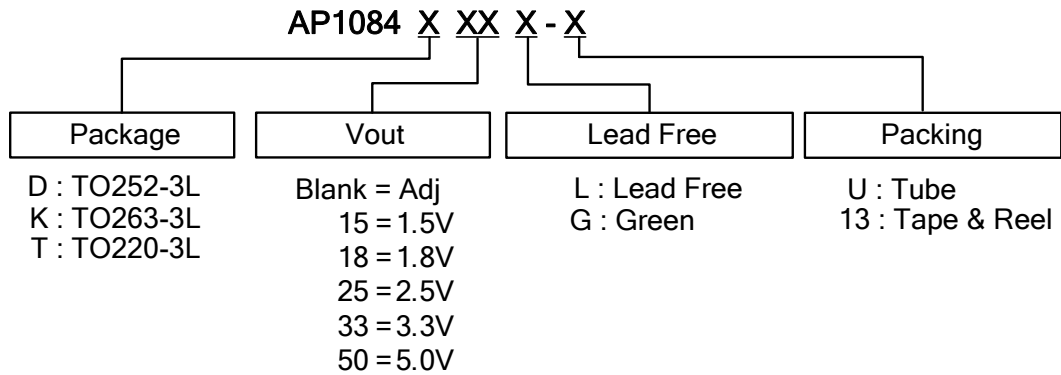 AP1084 X XX X - X
Package
Vout
Lead Free
Packing
D : TO252-3L
K : TO263-3L
T : TO220-3L
Blank = Adj
15 = 1.5V
18 = 1.8V
25 = 2.5V
33 = 3.3V
50 = 5.0V
L : Lead Free
G : Green
U : Tube
13 : Tape & Reel